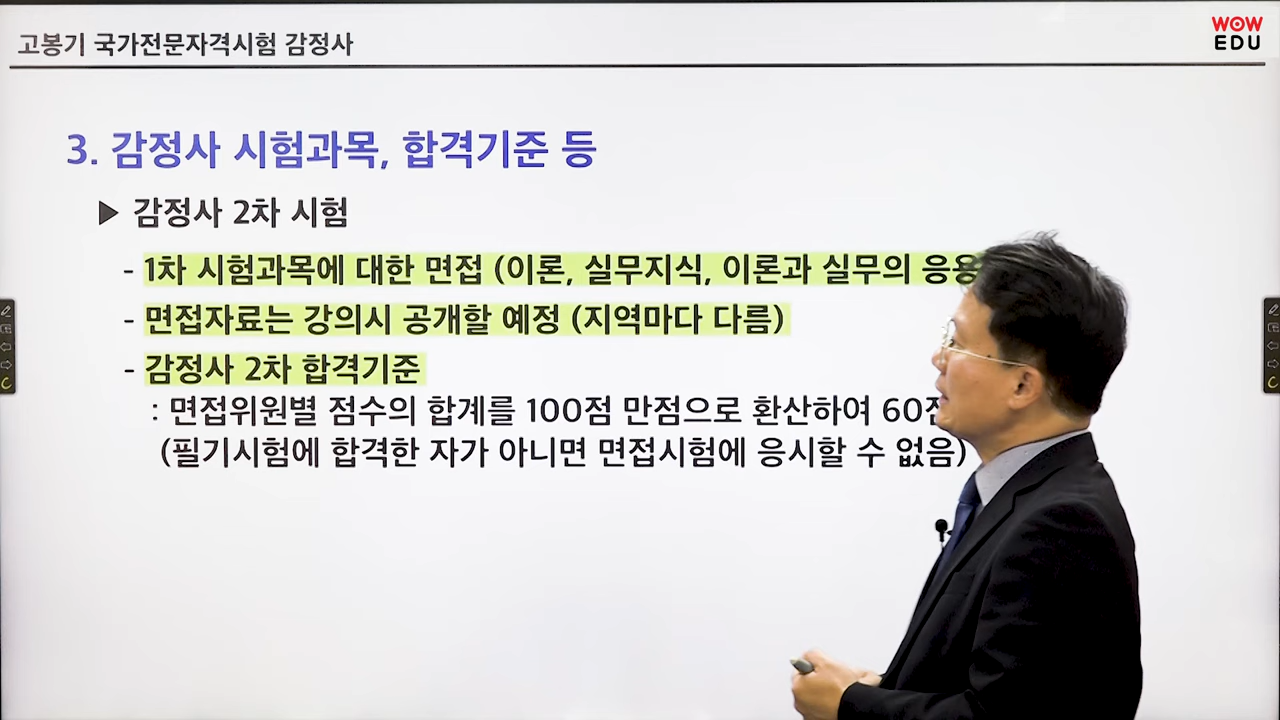 고봉기 국가전문자격시험 감정사
WOW
EDU
3. 감정사 시험과목, 합격기준 등
▶ 감정사 2차 시험
- 1차 시험과목에 대한 면접 (이론, 실무지식, 이론과 실무의 응용
- 면접자료는 강의시 공개할 예정 (지역마다 다름)
- 감정사 2차 합격기준
: 면접위원별 점수의 합계를 100점 만점으로 환산하여
(필기시험에 합격한 자가 아니면 면접시험에 응시할 수 없음)